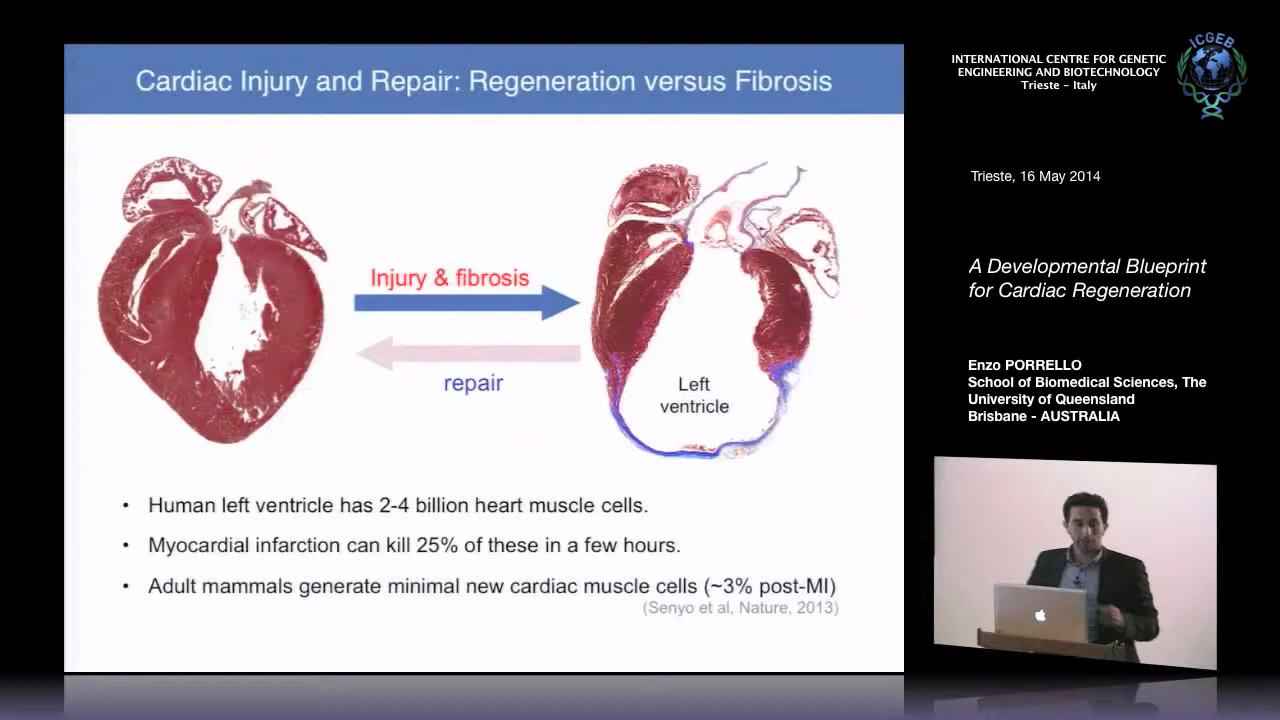 Cardiac Injury and Repair: Regeneration versus Fibrosis
Injury & fibrosis
repair
Left
ventricle
• Human left ventricle has 2-4 billion heart muscle cells.
• Myocardial infarction can kill 25% of these in a few hours.
• Adult mammals generate minimal new cardiac muscle cells (~3% post-MI)
(Senyo et al, Nature, 2013)
INTERNATIONAL CENTRE FOR GENETIC
ENGINEERING AND BIOTECHNOLOGY
Trieste - Italy
ICGEB
Trieste, 16 May 2014
A Developmental Blueprint
for Cardiac Regeneration
Enzo PORRELLO
School of Biomedical Sciences, The
University of Queensland
Brisbane - AUSTRALIA